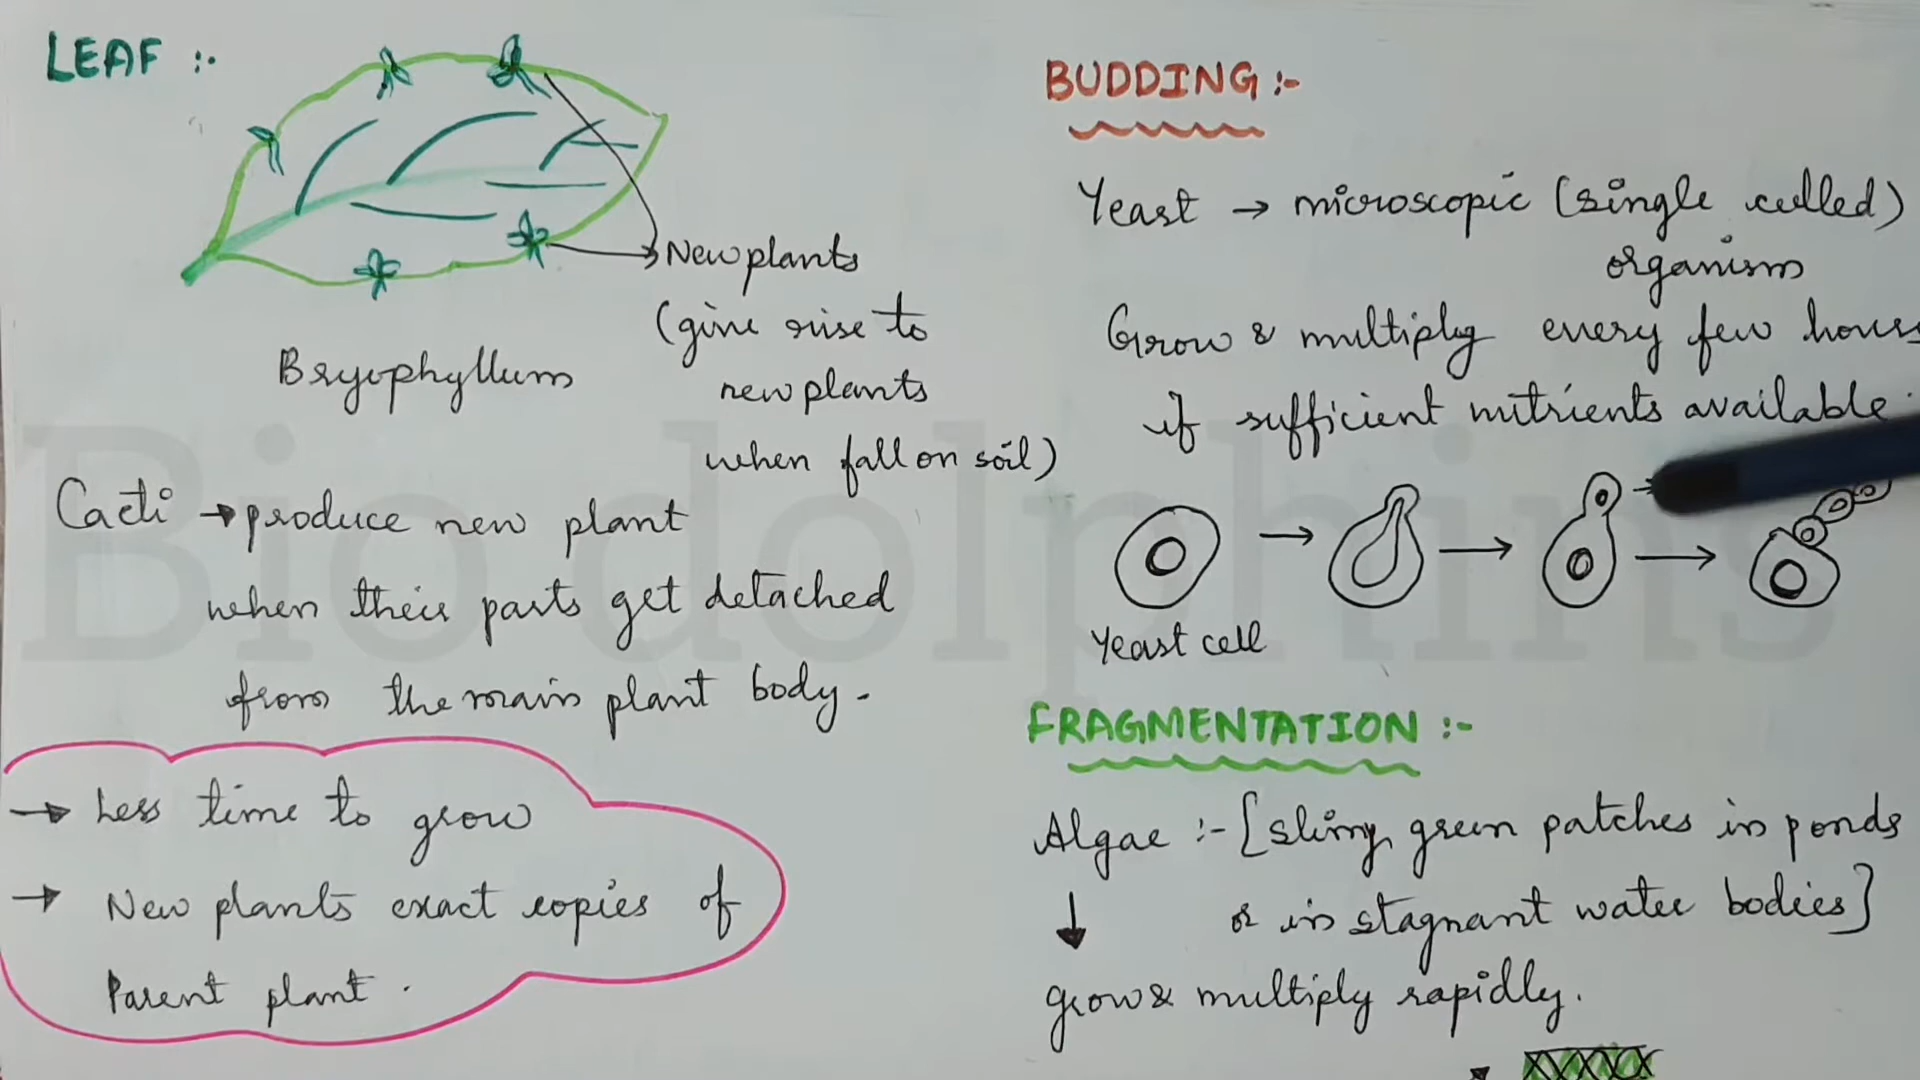 LEAF :-
New plants
(give rise to
new plants
when fall on soil)
Bryophyllum
Cacti → produce new plant
when their parts get detached
from the main plant body.
→ Less time to grow
→ New plants exact copies of
Parent plant.
BUDDING :-
Yeast → microscopic (single celled)
organism
Grow & multiply every few hours
if sufficient nutrients available.
Yeast cell
FRAGMENTATION :-
Algae :- [slimy green patches in ponds
or in stagnant water bodies]
↓
grow & multiply rapidly.
Bio dolphins